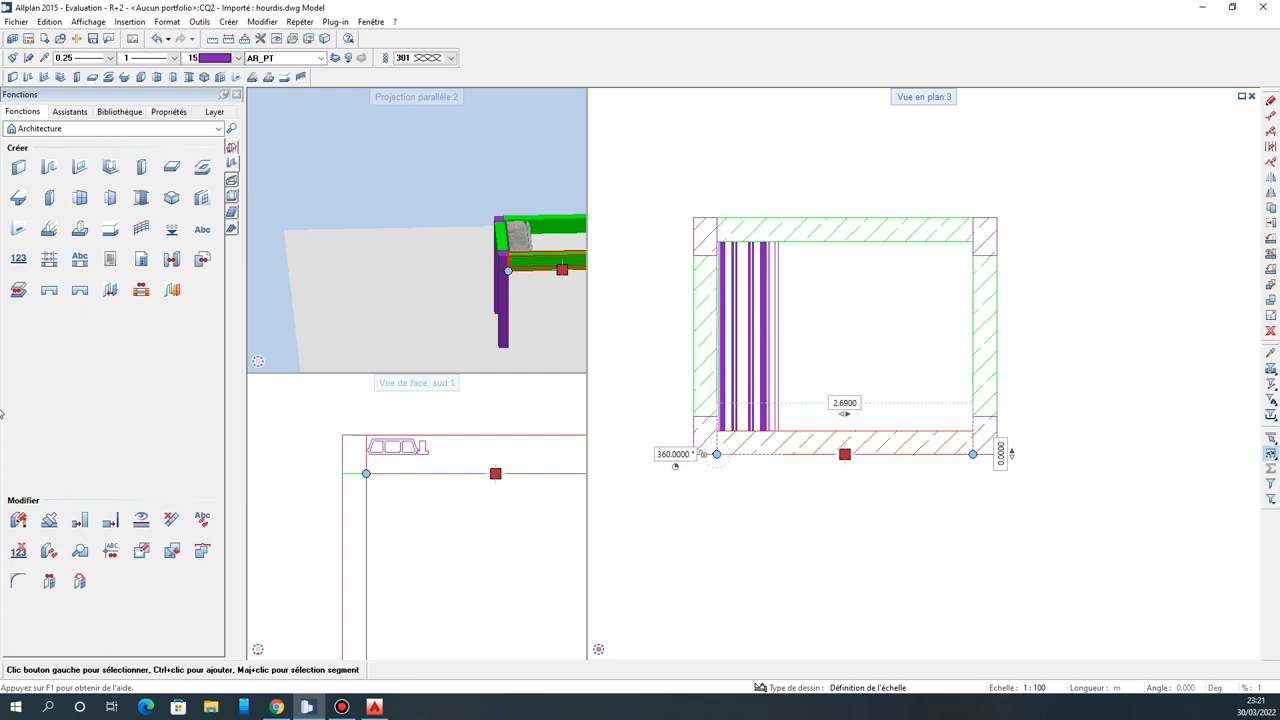 Allplan 2015 - Evaluation - R+2 - <Aucun portfolio>:CQ2 - Importé : hourdis.dwg Model
Fichier Edition Affichage Insertion Format Outils Créer Modifier Répéter Plug-in Fenêtre ?
0.25 1 15 AR_PT 301
Fonctions
Fonctions Assistants Bibliothèque Propriétés Layer
Architecture
Créer
Abc
123 Abc
Modifier
Abc
123 ABC
Projection parallèle:2
Vue de face, sud:1
Vue en plan:3
2.6900
360.0000 °
0.0000
Clic bouton gauche pour sélectionner, Ctrl+clic pour ajouter, Maj+clic pour sélection segment
Appuyez sur F1 pour obtenir de l'aide.
Type de dessin : Définition de l'échelle Echelle : 1 : 100 Longueur : m Angle : 0.000 Deg % : 1
23:21
30/03/2022